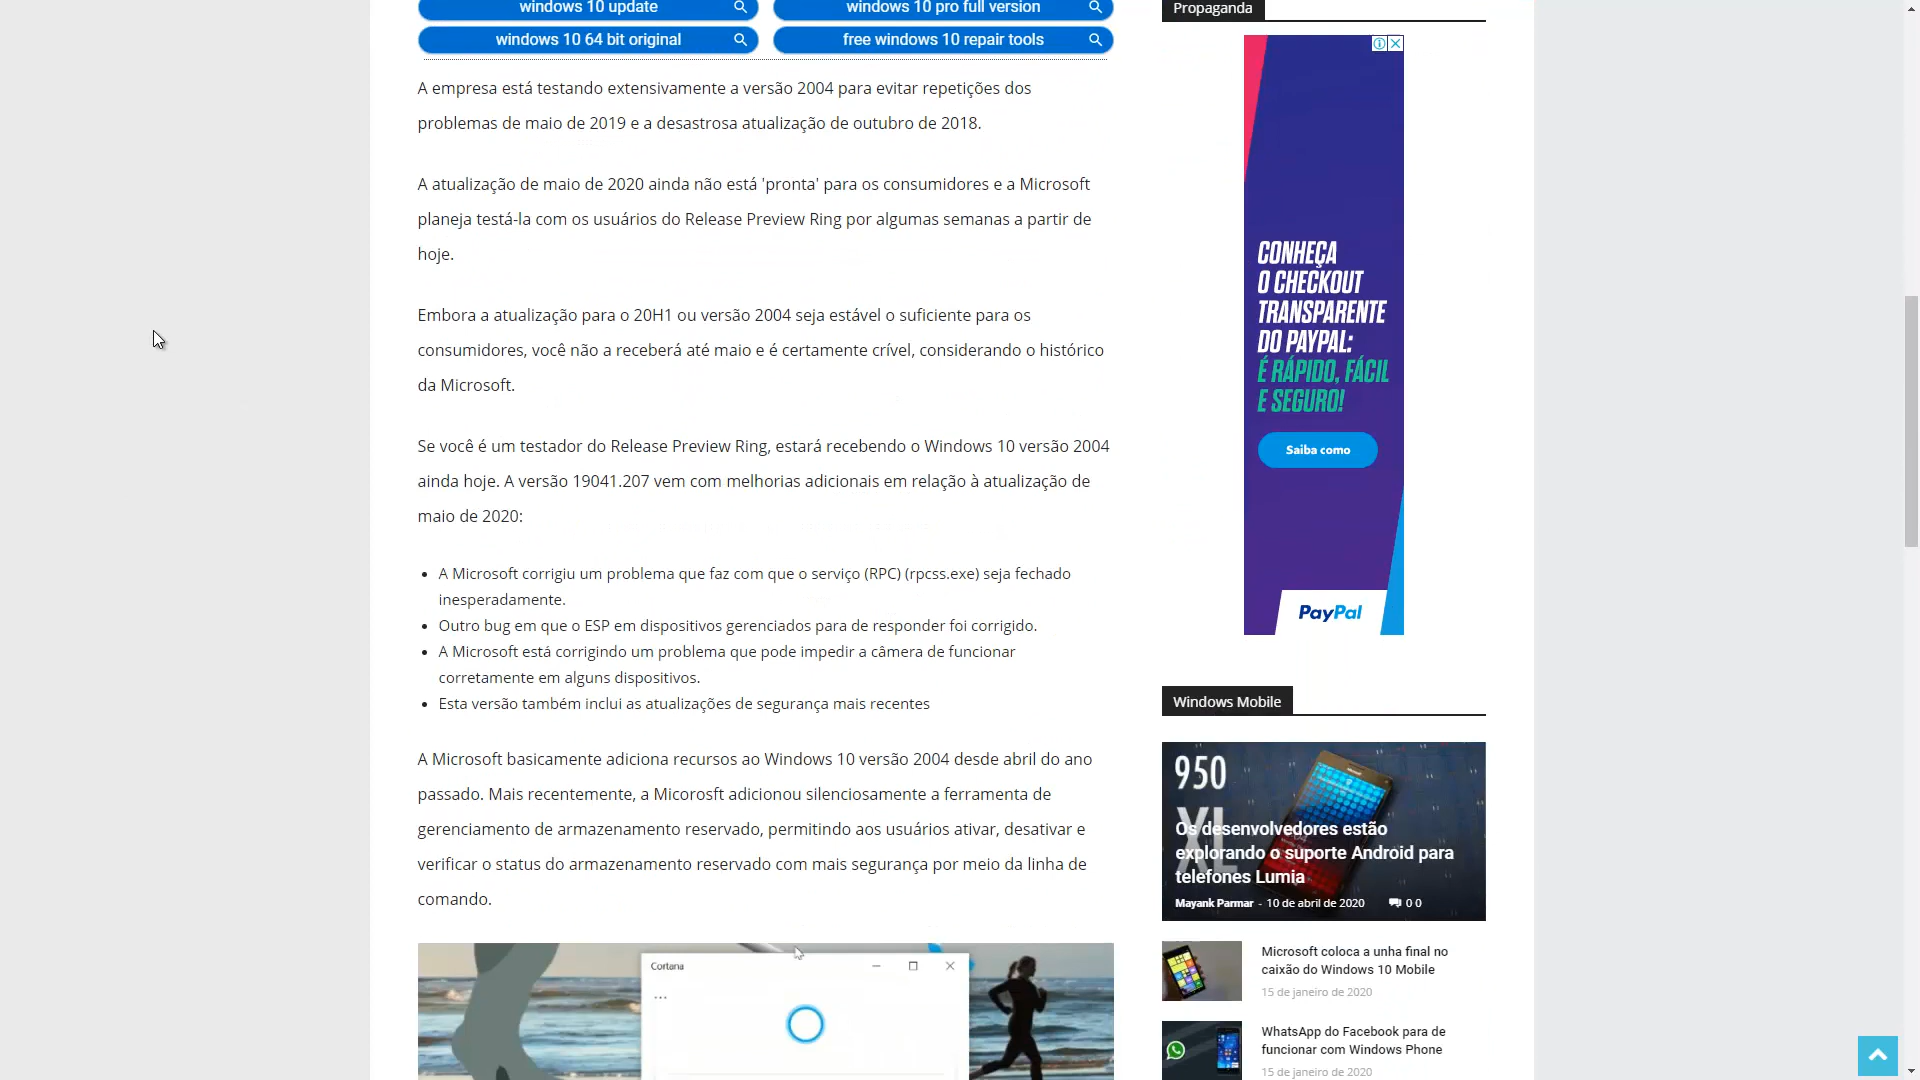 windows 10 update
windows 10 pro full version
windows 10 64 bit original
free windows 10 repair tools
A empresa está testando extensivamente a versão 2004 para evitar repetições dos
problemas de maio de 2019 e a desastrosa atualização de outubro de 2018.
A atualização de maio de 2020 ainda não está 'pronta' para os consumidores e a Microsoft
planeja testá-la com os usuários do Release Preview Ring por algumas semanas a partir de
hoje.
Embora a atualização para o 20H1 ou versão 2004 seja estável o suficiente para os
consumidores, você não a receberá até maio e é certamente crível, considerando o histórico
da Microsoft.
Se você é um testador do Release Preview Ring, estará recebendo o Windows 10 versão 2004
ainda hoje. A versão 19041.207 vem com melhorias adicionais em relação à atualização de
maio de 2020:
• A Microsoft corrigiu um problema que faz com que o serviço (RPC) (rpcss.exe) seja fechado
inesperadamente.
• Outro bug em que o ESP em dispositivos gerenciados para de responder foi corrigido.
• A Microsoft está corrigindo um problema que pode impedir a câmera de funcionar
corretamente em alguns dispositivos.
• Esta versão também inclui as atualizações de segurança mais recentes
A Microsoft basicamente adiciona recursos ao Windows 10 versão 2004 desde abril do ano
passado. Mais recentemente, a Micorosft adicionou silenciosamente a ferramenta de
gerenciamento de armazenamento reservado, permitindo aos usuários ativar, desativar e
verificar o status do armazenamento reservado com mais segurança por meio da linha de
comando.
Cortana
Propaganda
CONHEÇA
O CHECKOUT
TRANSPARENTE
DO PAYPAL:
É RÁPIDO, FÁCIL
E SEGURO!
Saiba como
PayPal
Windows Mobile
950
XL
Os desenvolvedores estão
explorando o suporte Android para
telefones Lumia
Mayank Parmar - 10 de abril de 2020 0 0
Microsoft coloca a unha final no
caixão do Windows 10 Mobile
15 de janeiro de 2020
WhatsApp do Facebook para de
funcionar com Windows Phone
15 de janeiro de 2020